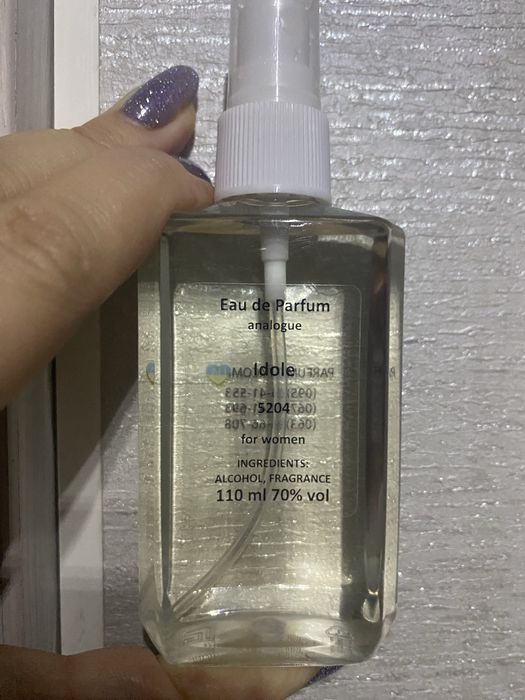 Eau de Parfum
analogue
Idole
5204
for women
INGREDIENTS:
ALCOHOL, FRAGRANCE
110 ml 70% vol